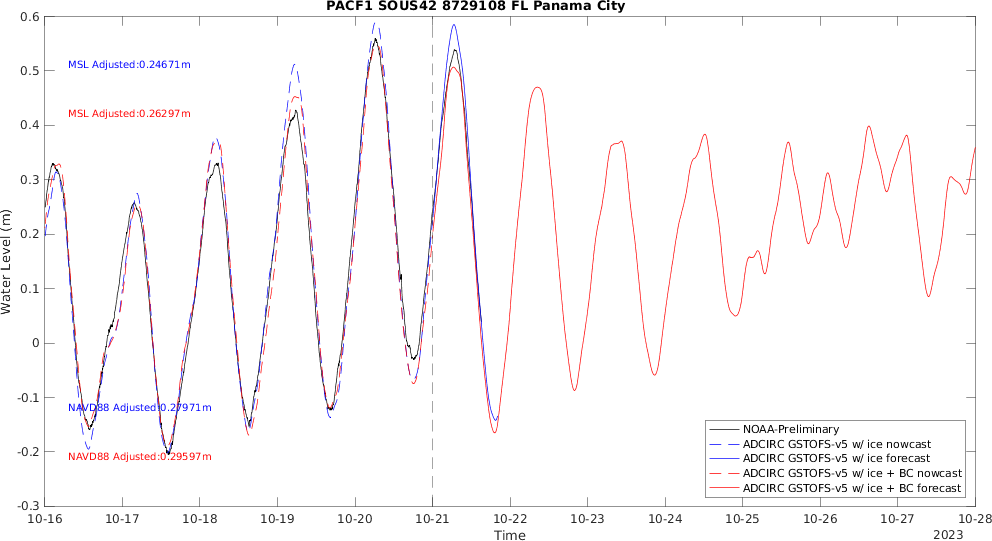 PACF1 SOUS42 8729108 FL Panama City
0.6
0.5
0.4
0.3
0.2
0.1
0
-0.1
-0.2
-0.3
Water Level (m)
MSL Adjusted:0.24671m
MSL Adjusted:0.26297m
NAVD88 Adjusted:0.27971m
NAVD88 Adjusted:0.29597m
NOAA-Preliminary
ADCIRC GSTOFS-v5 w/ ice nowcast
ADCIRC GSTOFS-v5 w/ ice forecast
ADCIRC GSTOFS-v5 w/ ice + BC nowcast
ADCIRC GSTOFS-v5 w/ ice + BC forecast
10-16 10-17 10-18 10-19 10-20 10-21 10-22 10-23 10-24 10-25 10-26 10-27 10-28
Time
2023